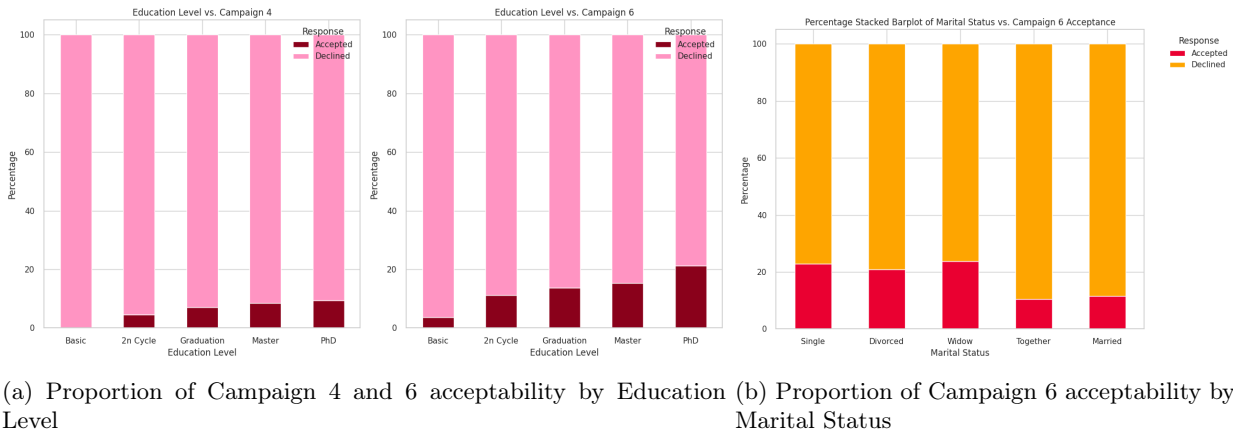 Education Level vs. Campaign 4
Response
Accepted
Declined
Percentage
100
80
60
40
20
0
Basic
2n Cycle
Graduation
Master
PhD
Education Level
Education Level vs. Campaign 6
Response
Accepted
Declined
Percentage
100
80
60
40
20
0
Basic
2n Cycle
Graduation
Master
PhD
Education Level
Percentage Stacked Barplot of Marital Status vs. Campaign 6 Acceptance
Response
Accepted
Declined
Percentage
100
80
60
40
20
0
Single
Divorced
Widow
Together
Married
Marital Status
(a) Proportion of Campaign 4 and 6 acceptability by Education
Level
(b) Proportion of Campaign 6 acceptability by
Marital Status